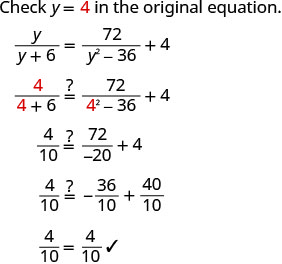 Check y = 4 in the original equation.
y/(y + 6) = 72/(y² − 36) + 4
4/(4 + 6) ≟ 72/(4² − 36) + 4
4/10 ≟ 72/−20 + 4
4/10 ≟ −36/10 + 40/10
4/10 = 4/10 ✓